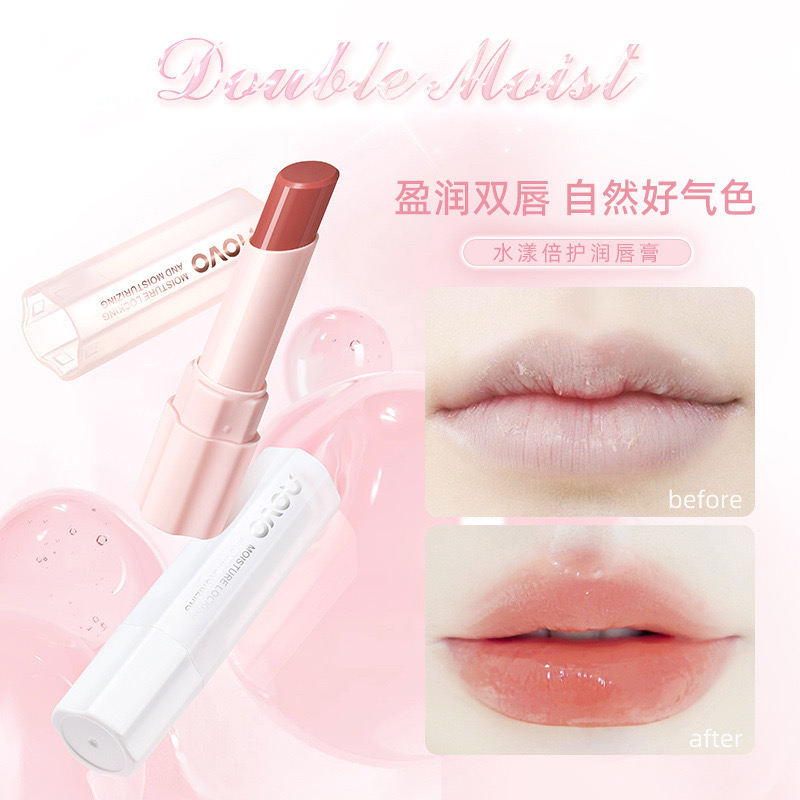 Double Moist
盈润双唇 自然好气色
水漾倍护润唇膏
NOVO
MOISTURE LOCKING
AND MOISTURIZING
before
NOVO
MOISTURE LOCKING
after